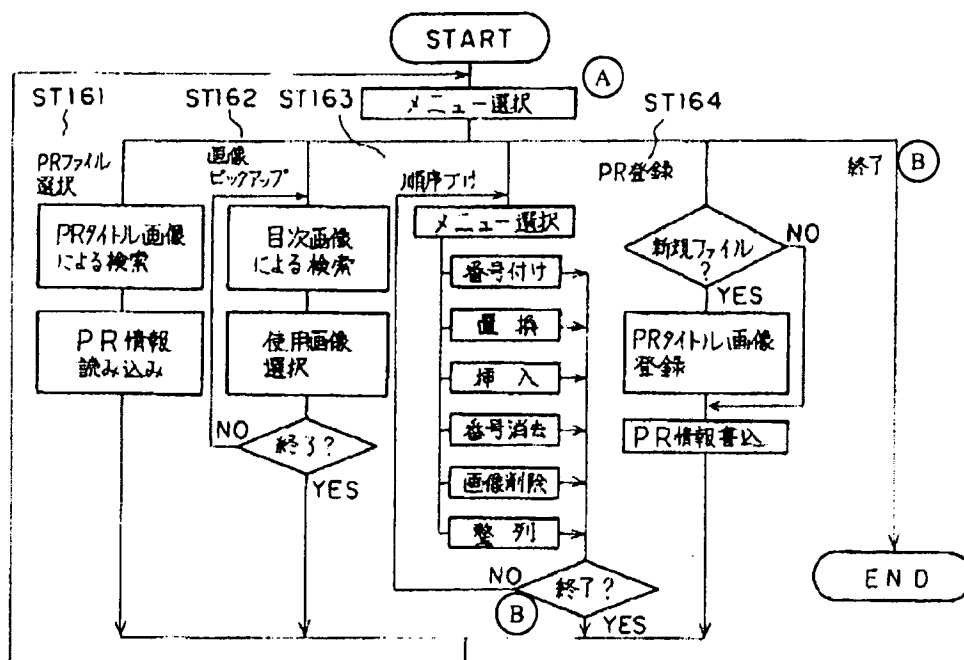 START
A
メニュー選択
ST161
ST162
ST163
ST164
PRファイル
選択
画像
ピックアップ
順序づけ
PR登録
終了
B
PRタイトル画像
による検索
PR情報
読み込み
目次画像
による検索
使用画像
選択
NO
終了?
YES
メニュー選択
番号付け
置換
挿入
番号消去
画像削除
整列
NO
終了?
B
YES
新規ファイル
?
NO
YES
PRタイトル画像
登録
PR情報書込
END